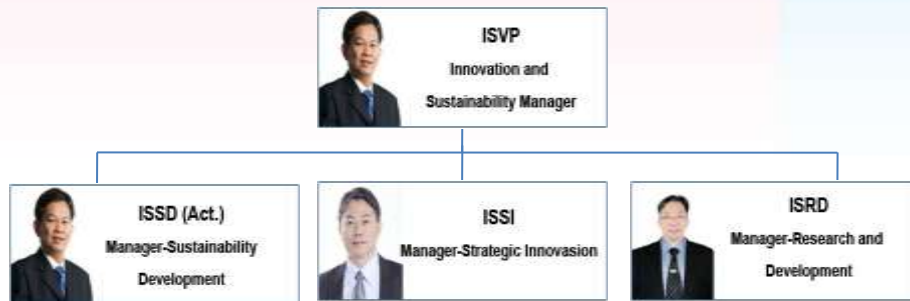 ISVP
Innovation and
Sustainability Manager
ISSD (Act.)
Manager-Sustainability
Development
ISSI
Manager-Strategic Innovasion
ISRD
Manager-Research and
Development